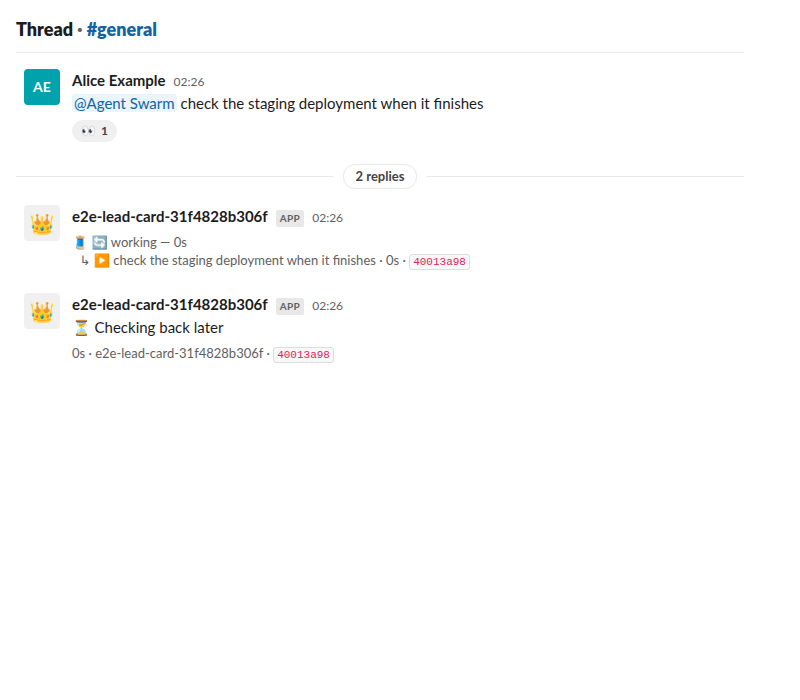 Thread • #general
AE
Alice Example 02:26
@Agent Swarm check the staging deployment when it finishes
👀 1
2 replies
e2e-lead-card-31f4828b306f APP 02:26
🧵 🔄 working — 0s
↳ ▶️ check the staging deployment when it finishes · 0s · 40013a98
e2e-lead-card-31f4828b306f APP 02:26
⏳ Checking back later
0s · e2e-lead-card-31f4828b306f · 40013a98